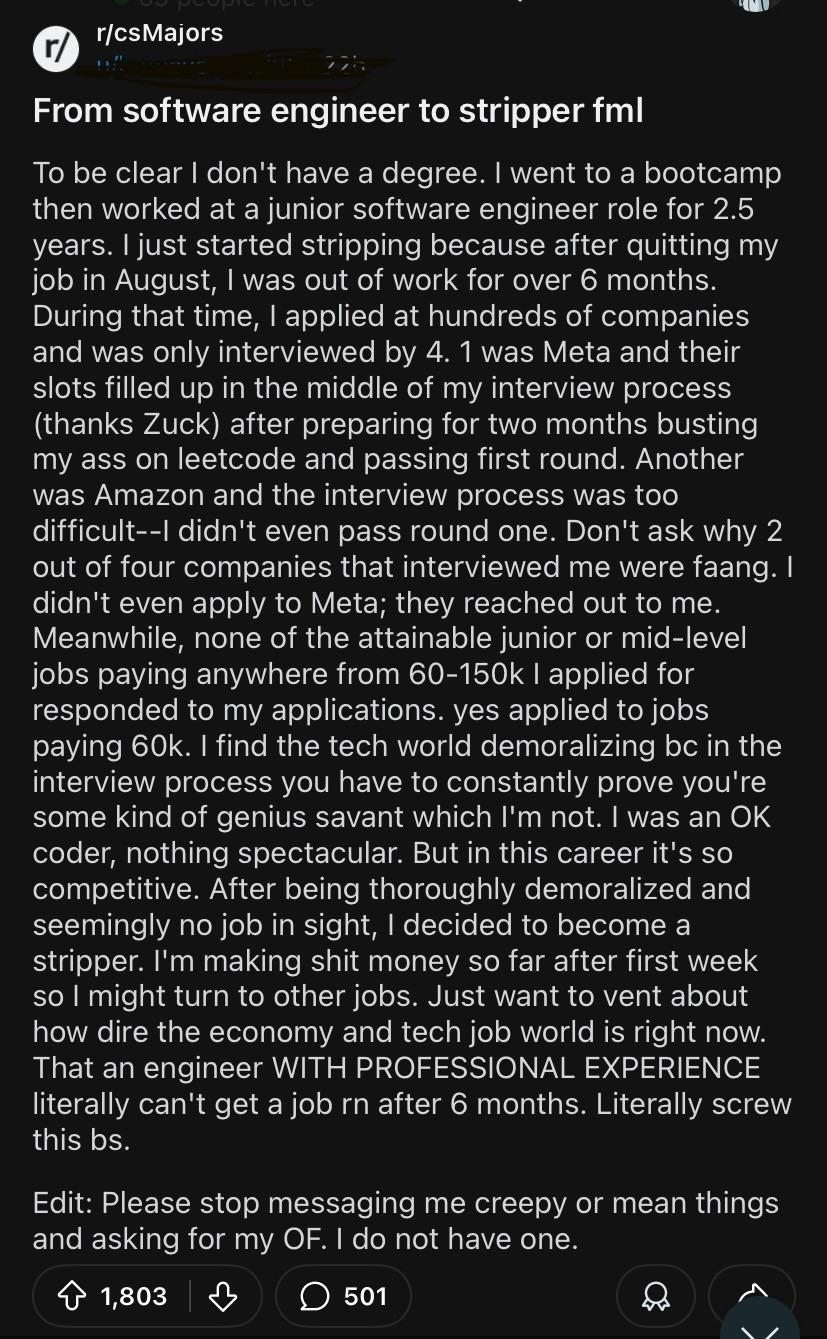 people here
r/csMajors
r/
22h
From software engineer to stripper fml
To be clear I don't have a degree. I went to a bootcamp
then worked at a junior software engineer role for 2.5
years. I just started stripping because after quitting my
job in August, I was out of work for over 6 months.
During that time, I applied at hundreds of companies
and was only interviewed by 4. 1 was Meta and their
slots filled up in the middle of my interview process
(thanks Zuck) after preparing for two months busting
my ass on leetcode and passing first round. Another
was Amazon and the interview process was too
difficult--I didn't even pass round one. Don't ask why 2
out of four companies that interviewed me were faang. I
didn't even apply to Meta; they reached out to me.
Meanwhile, none of the attainable junior or mid-level
jobs paying anywhere from 60-150k I applied for
responded to my applications. yes applied to jobs
paying 60k. I find the tech world demoralizing bc in the
interview process you have to constantly prove you're
some kind of genius savant which I'm not. I was an OK
coder, nothing spectacular. But in this career it's so
competitive. After being thoroughly demoralized and
seemingly no job in sight, I decided to become a
stripper. I'm making shit money so far after first week
so I might turn to other jobs. Just want to vent about
how dire the economy and tech job world is right now.
That an engineer WITH PROFESSIONAL EXPERIENCE
literally can't get a job rn after 6 months. Literally screw
this bs.
Edit: Please stop messaging me creepy or mean things
and asking for my OF. I do not have one.
1,803
501